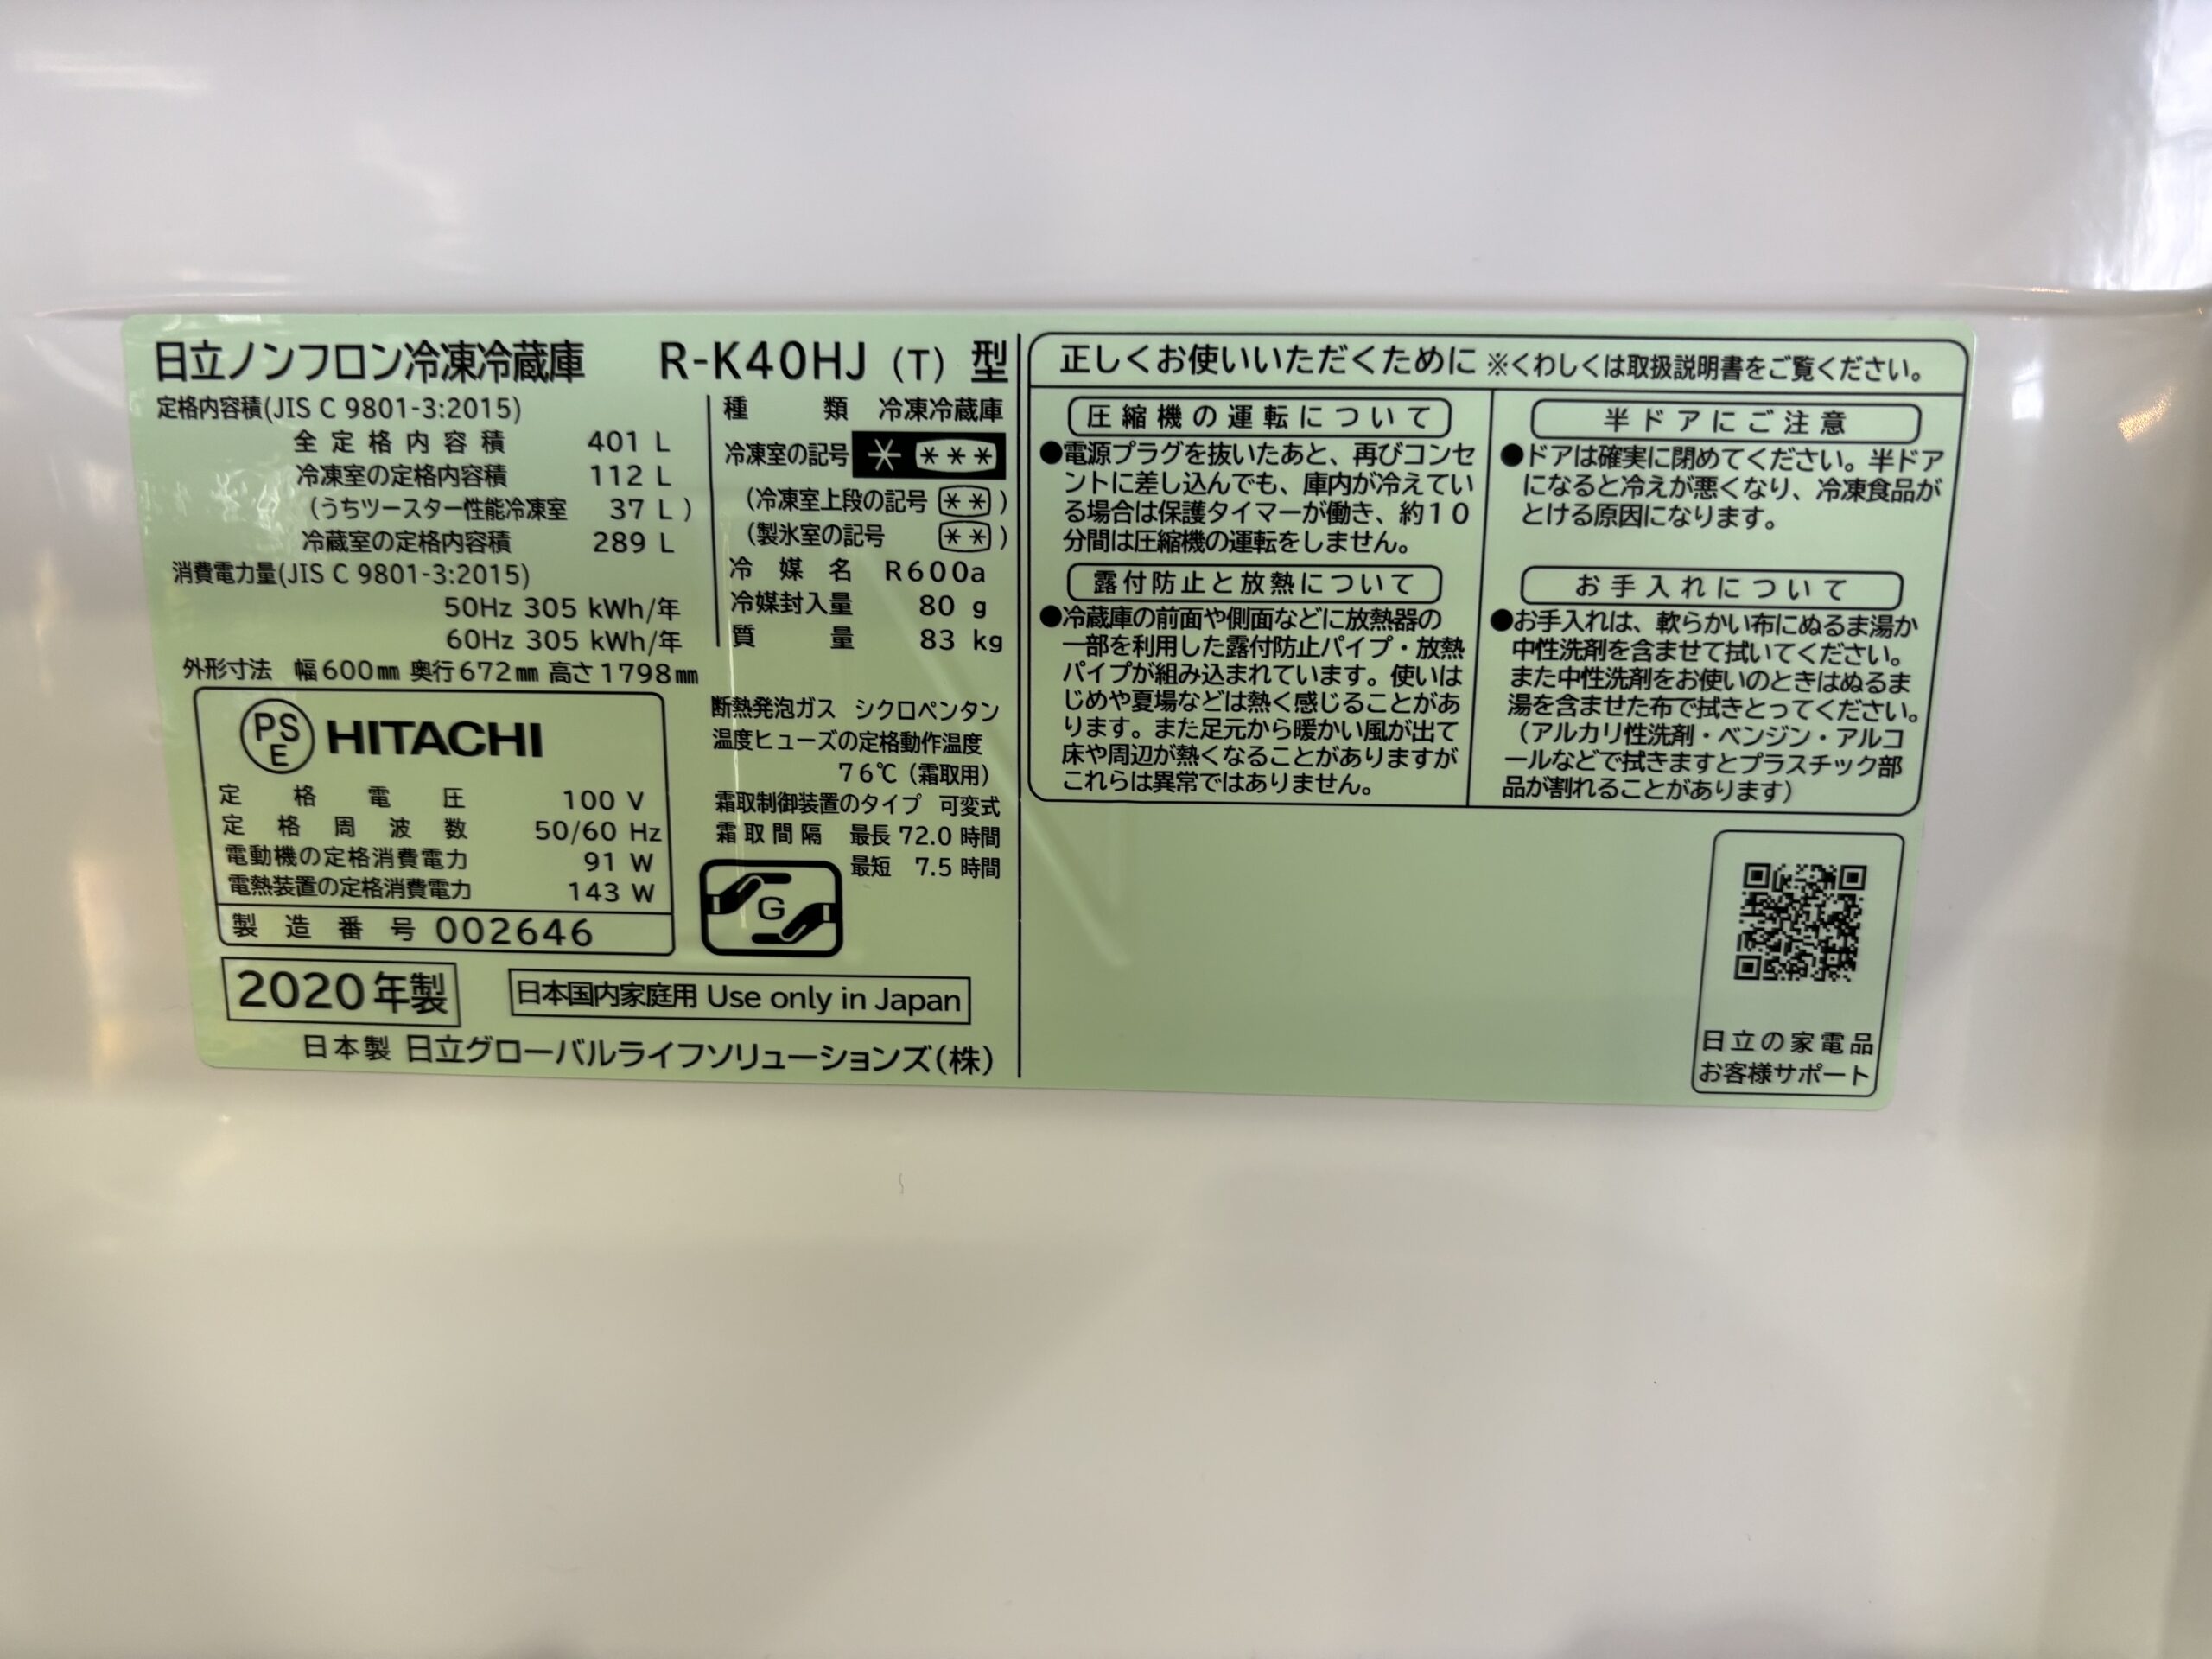 日立ノンフロン冷凍冷蔵庫 R-K40HJ (T) 型
定格内容積(JIS C 9801-3:2015)
全定格内容積 401 L
冷凍室の定格内容積 112 L
(うちツースター性能冷凍室 37 L)
冷蔵室の定格内容積 289 L
消費電力量(JIS C 9801-3:2015)
50Hz 305 kWh/年
60Hz 305 kWh/年
外形寸法 幅600mm 奥行672mm 高さ1798mm
種類 冷凍冷蔵庫
冷凍室の記号 * ***
(冷凍室上段の記号 **)
(製氷室の記号 **)
冷媒名 R600a
冷媒封入量 80 g
質量 83 kg
PS
E
HITACHI
定格電圧 100 V
定格周波数 50/60 Hz
電動機の定格消費電力 91 W
電熱装置の定格消費電力 143 W
製造番号 002646
断熱発泡ガス シクロペンタン
温度ヒューズの定格動作温度
76℃(霜取用)
霜取制御装置のタイプ 可変式
霜取間隔 最長 72.0 時間
最短 7.5 時間
G
2020年製
日本国内家庭用 Use only in Japan
日本製 日立グローバルライフソリューションズ(株)
正しくお使いいただくために ※くわしくは取扱説明書をご覧ください。
圧縮機の運転について
●電源プラグを抜いたあと、再びコンセ
ントに差し込んでも、庫内が冷えてい
る場合は保護タイマーが働き、約10
分間は圧縮機の運転をしません。
露付防止と放熱について
●冷蔵庫の前面や側面などに放熱器の
一部を利用した露付防止パイプ・放熱
パイプが組み込まれています。使いは
じめや夏場などは熱く感じることがあ
ります。また足元から暖かい風が出て
床や周辺が熱くなることがありますが
これらは異常ではありません。
半ドアにご注意
●ドアは確実に閉めてください。半ドア
になると冷えが悪くなり、冷凍食品が
とける原因になります。
お手入れについて
●お手入れは、軟らかい布にぬるま湯か
中性洗剤を含ませて拭いてください。
また中性洗剤をお使いのときはぬるま
湯を含ませた布で拭きとってください。
(アルカリ性洗剤・ベンジン・アルコ
ールなどで拭きますとプラスチック部
品が割れることがあります)
日立の家電品
お客様サポート